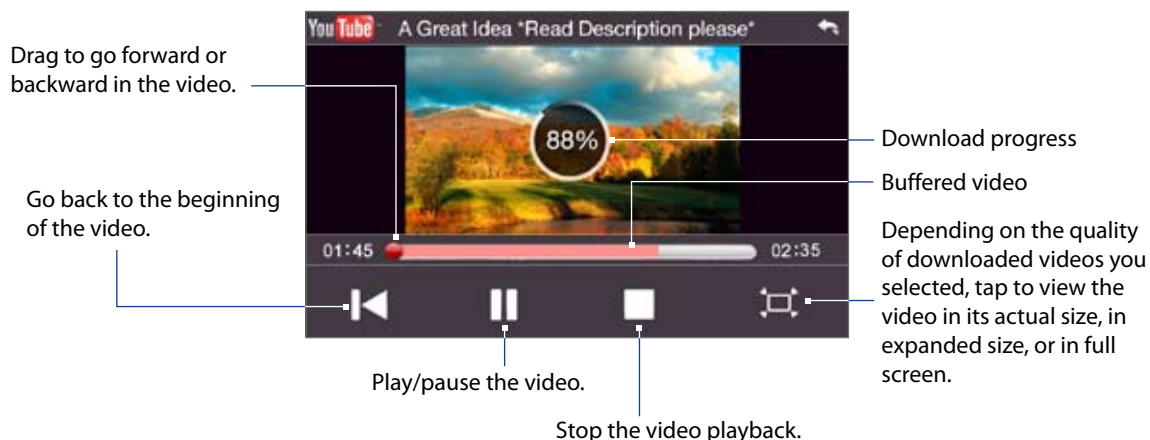 YouTube A Great Idea *Read Description please*
Drag to go forward or
backward in the video.
88%
Download progress
Buffered video
Go back to the beginning
of the video.
01:45
02:35
Depending on the quality
of downloaded videos you
selected, tap to view the
video in its actual size, in
expanded size, or in full
screen.
Play/pause the video.
Stop the video playback.